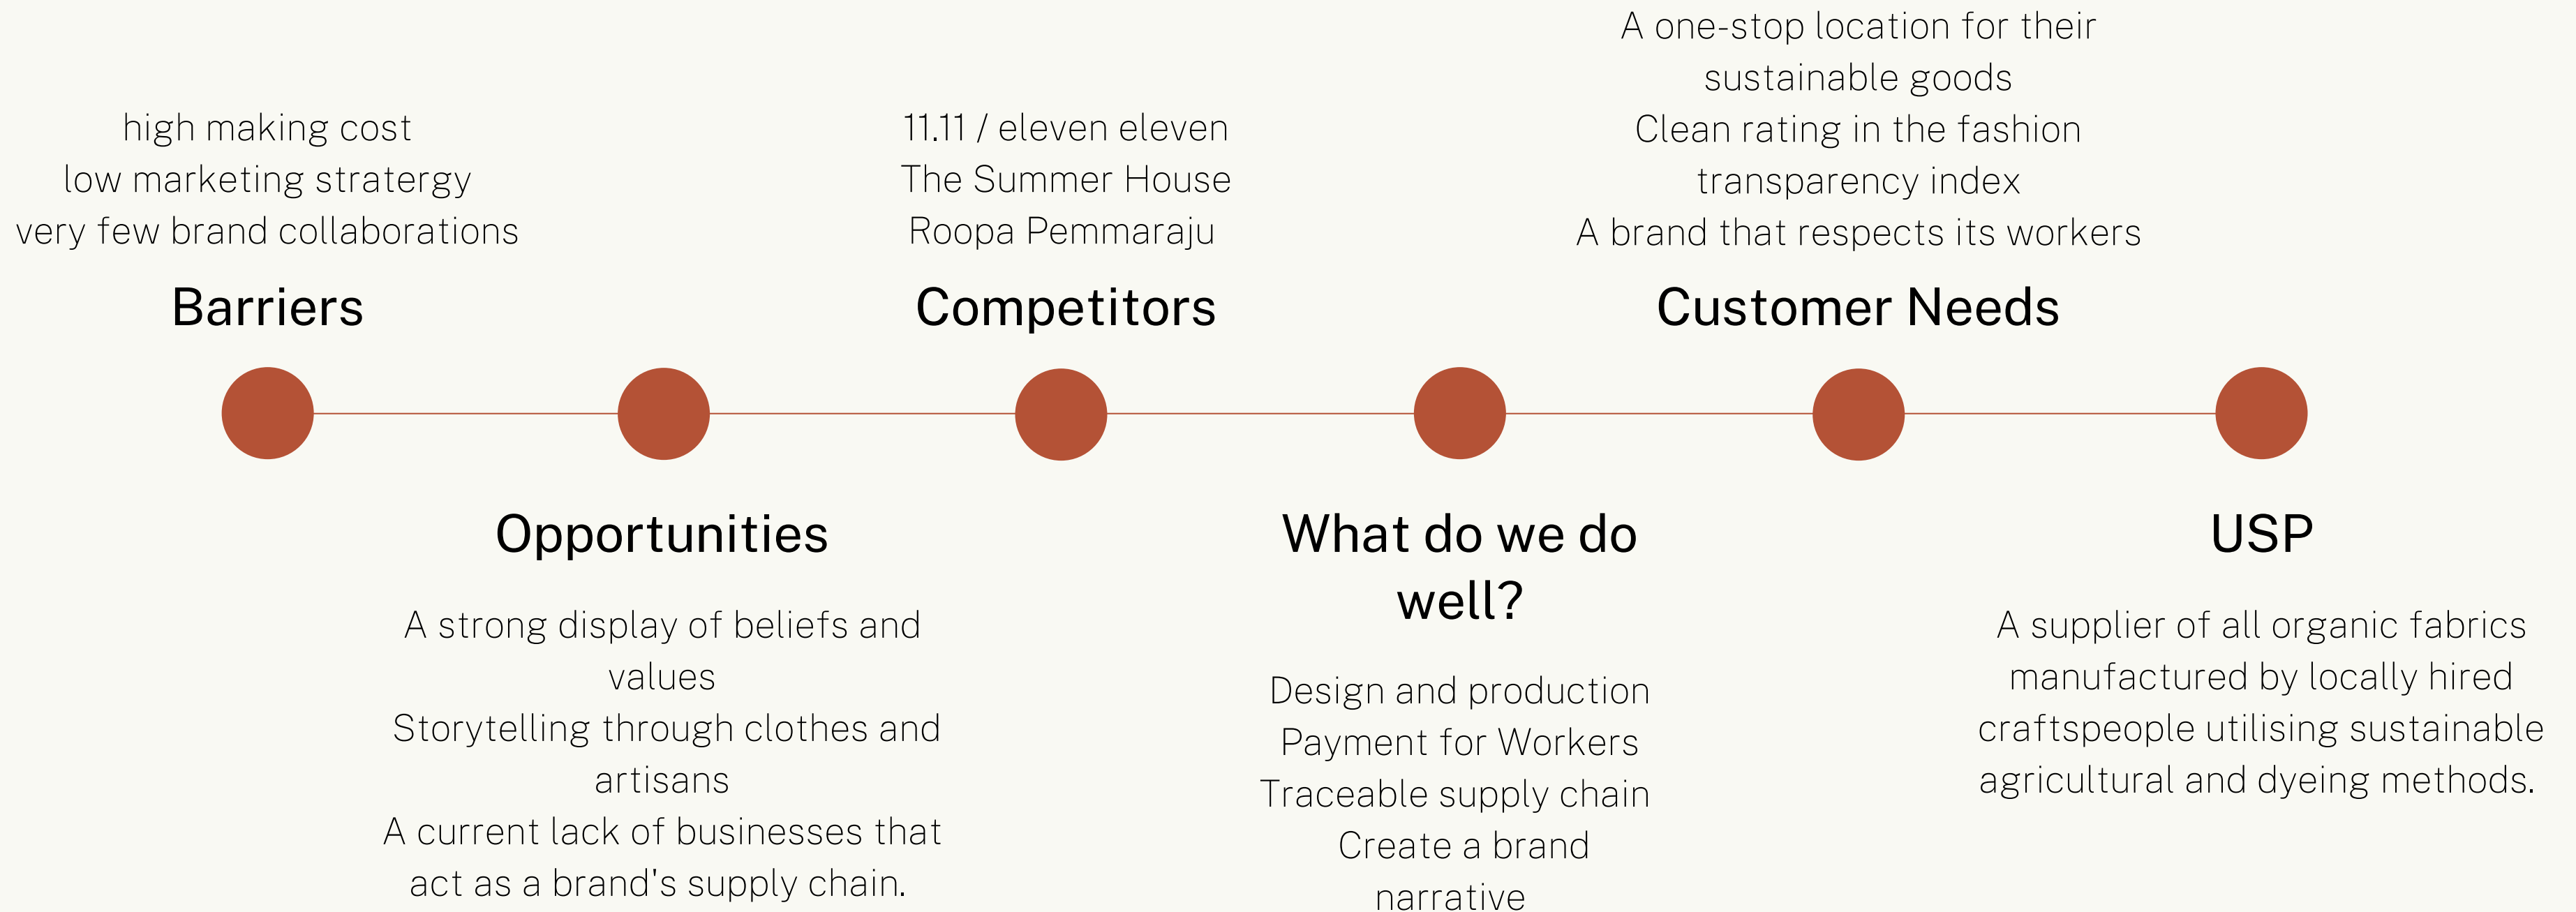 high making cost
low marketing stratergy
very few brand collaborations
Barriers
Opportunities
A strong display of beliefs and
values
Storytelling through clothes and
artisans
A current lack of businesses that
act as a brand's supply chain.
11.11 / eleven eleven
The Summer House
Roopa Pemmaraju
Competitors
What do we do
well?
Design and production
Payment for Workers
Traceable supply chain
Create a brand
narrative
A one-stop location for their
sustainable goods
Clean rating in the fashion
transparency index
A brand that respects its workers
Customer Needs
USP
A supplier of all organic fabrics
manufactured by locally hired
craftspeople utilising sustainable
agricultural and dyeing methods.